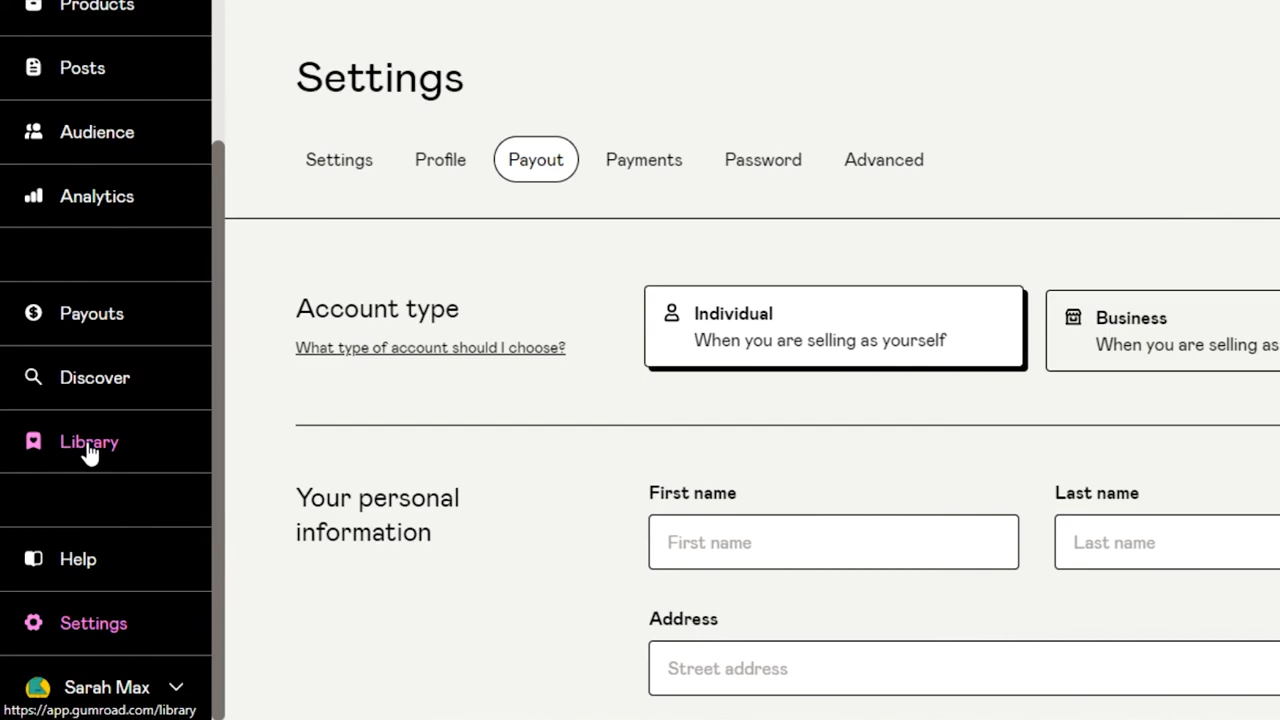 Products
Posts
Audience
Analytics
Payouts
Discover
Library
Help
Settings
Sarah Max
https://app.gumroad.com/library
Settings
Settings Profile Payout Payments Password Advanced
Account type
What type of account should I choose?
Individual
When you are selling as yourself
Business
When you are selling as
Your personal
information
First name
First name
Last name
Last name
Address
Street address